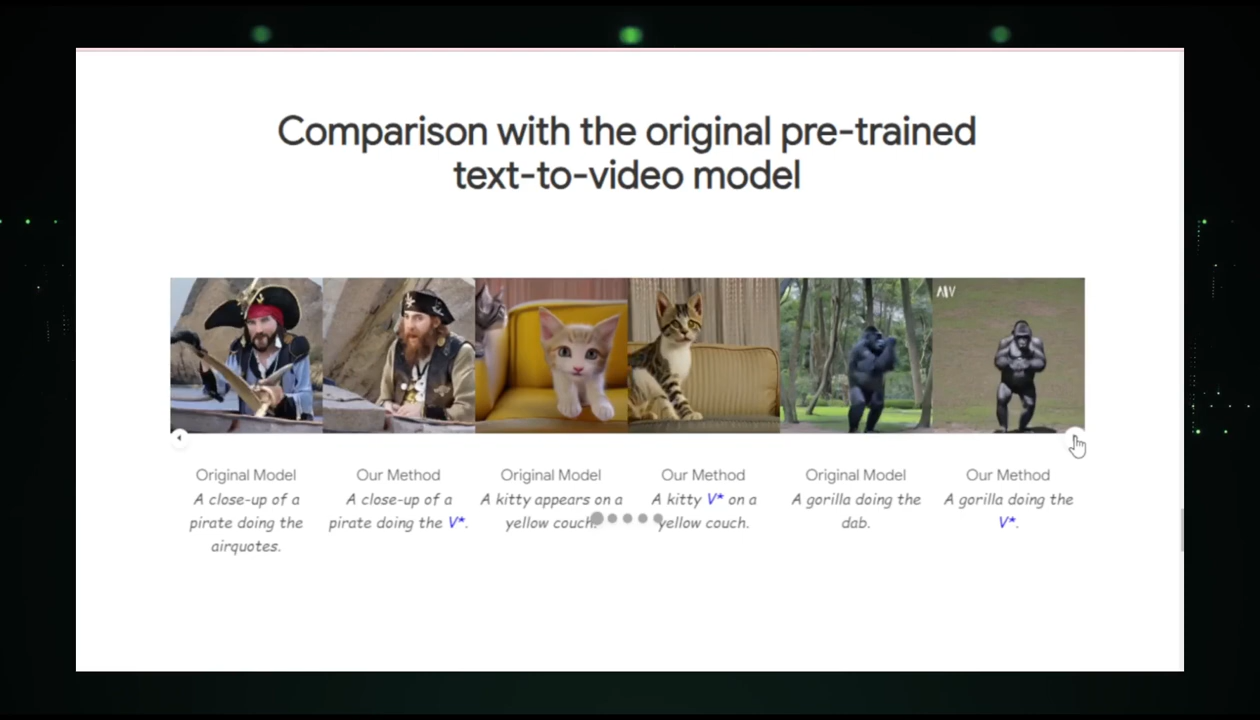 Comparison with the original pre-trained
text-to-video model
Original Model
A close-up of a
pirate doing the
airquotes.
Our Method
A close-up of a
pirate doing the V*.
Original Model
A kitty appears on a
yellow couch.
Our Method
A kitty V* on a
yellow couch.
Original Model
A gorilla doing the
dab.
Our Method
A gorilla doing the
V*.